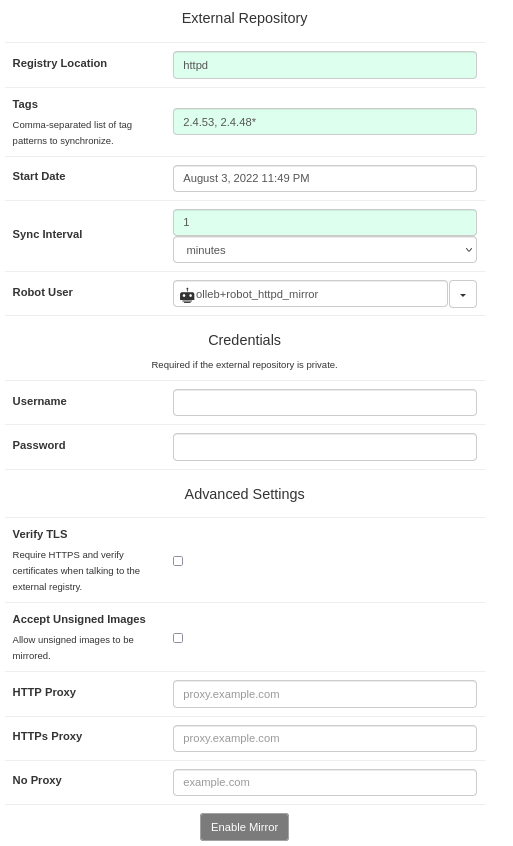 External Repository
Registry Location
httpd
Tags
Comma-separated list of tag
patterns to synchronize.
2.4.53, 2.4.48*
Start Date
August 3, 2022 11:49 PM
Sync Interval
1
minutes
Robot User
olleb+robot_httpd_mirror
Credentials
Required if the external repository is private.
Username
Password
Advanced Settings
Verify TLS
Require HTTPS and verify
certificates when talking to the
external registry.
Accept Unsigned Images
Allow unsigned images to be
mirrored.
HTTP Proxy
proxy.example.com
HTTPs Proxy
proxy.example.com
No Proxy
example.com
Enable Mirror